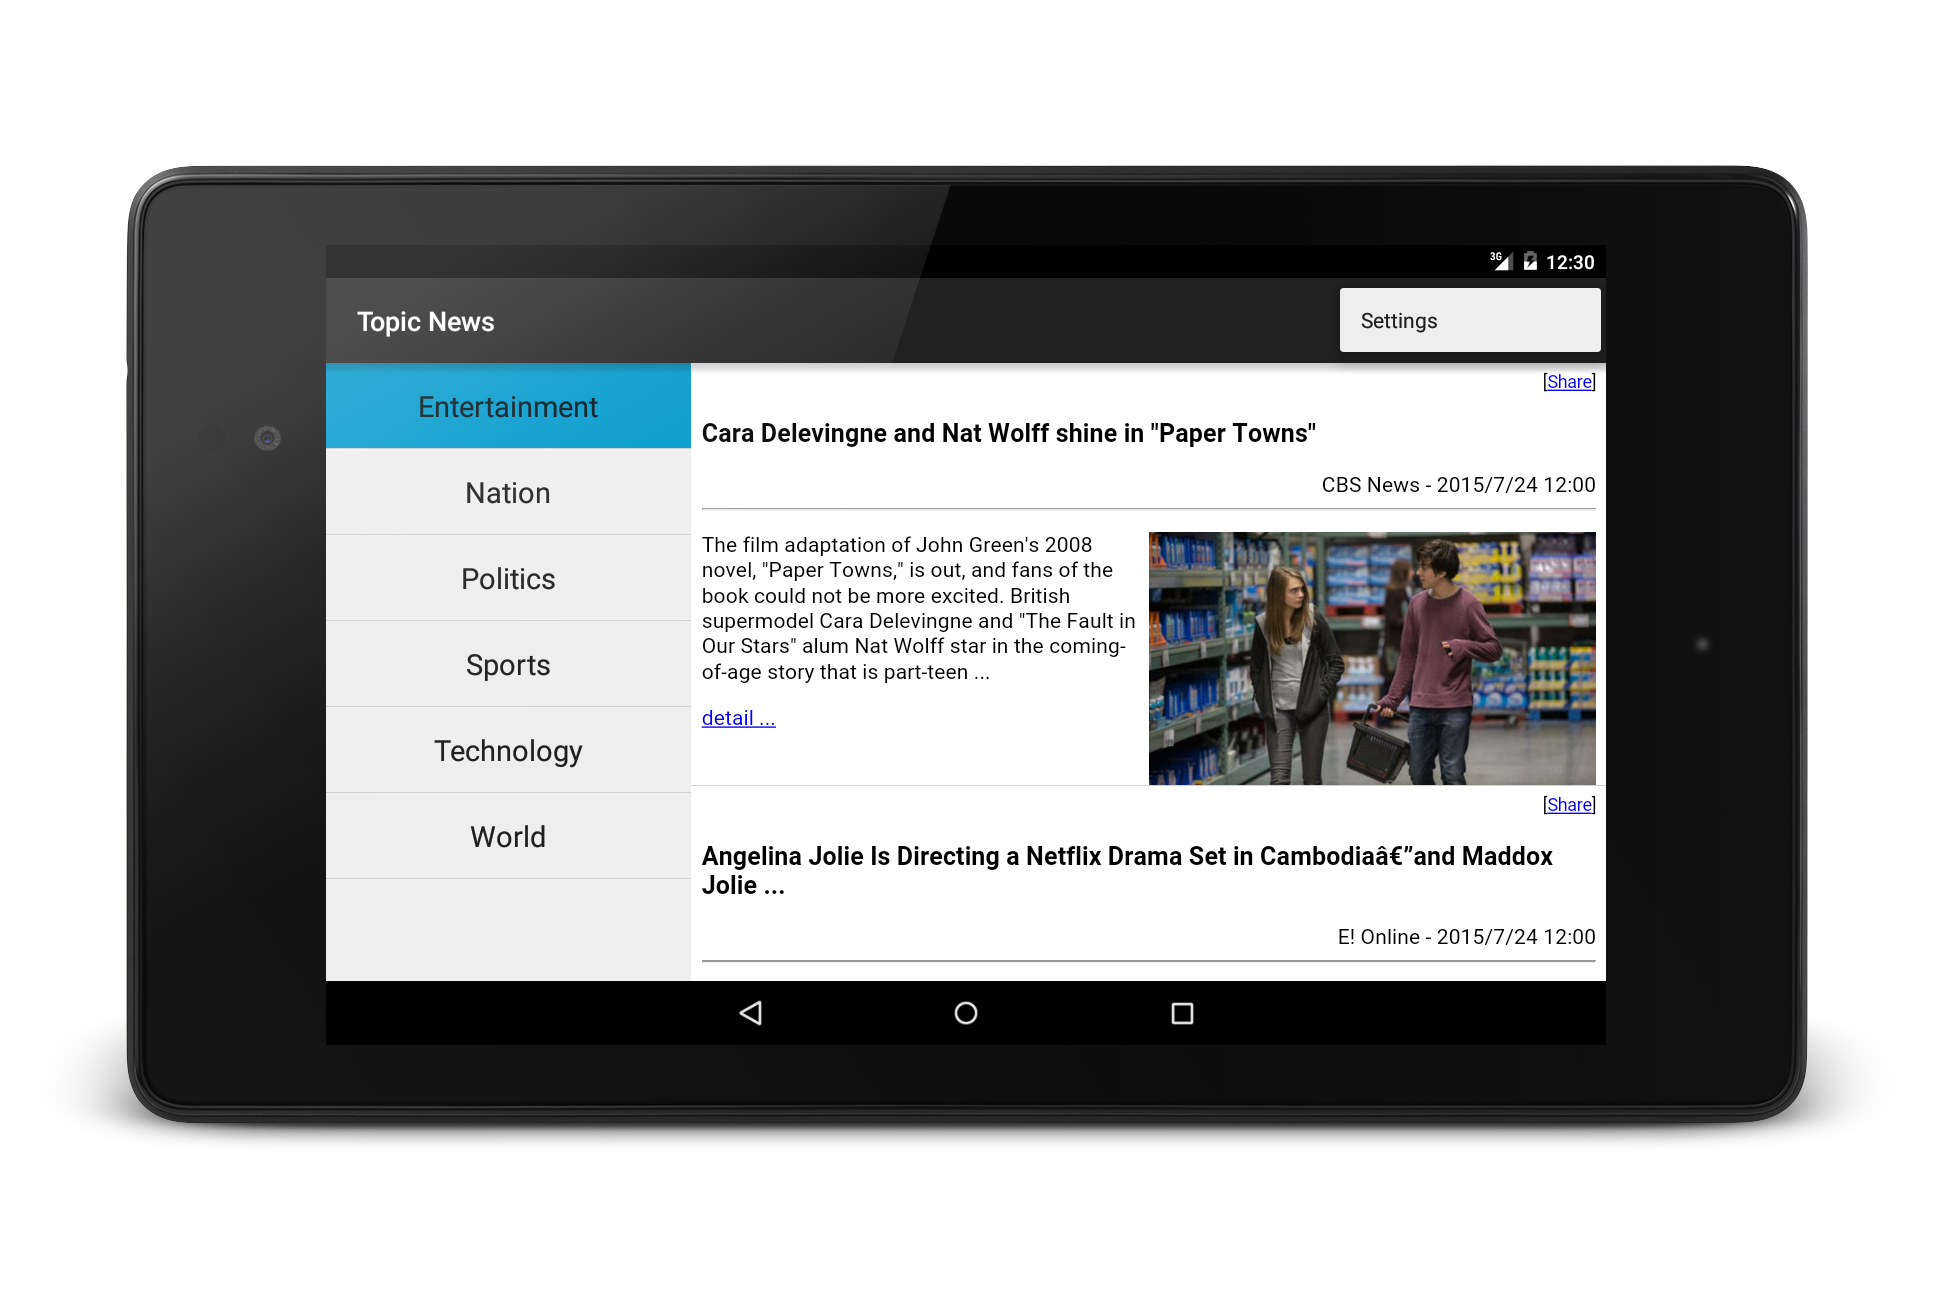 3G 12:30
Topic News
Settings
Entertainment
Nation
Politics
Sports
Technology
World
[Share]
Cara Delevingne and Nat Wolff shine in "Paper Towns"
CBS News - 2015/7/24 12:00
The film adaptation of John Green's 2008
novel, "Paper Towns," is out, and fans of the
book could not be more excited. British
supermodel Cara Delevingne and "The Fault in
Our Stars" alum Nat Wolff star in the coming-
of-age story that is part-teen ...
detail ...
[Share]
Angelina Jolie Is Directing a Netflix Drama Set in Cambodiaâ€”and Maddox
Jolie ...
E! Online - 2015/7/24 12:00